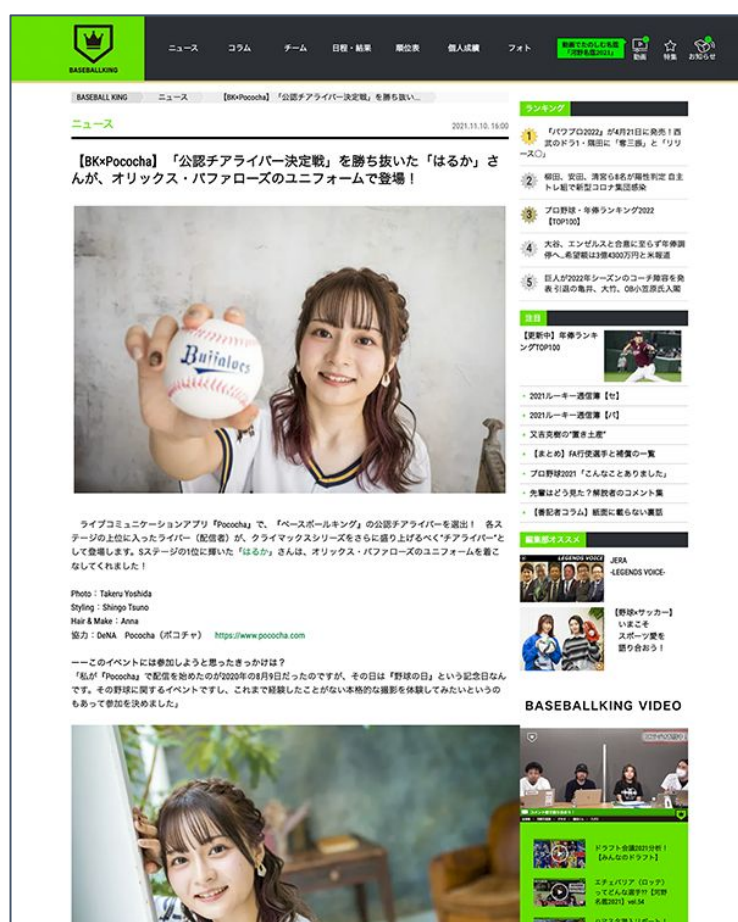 BASEBALLKING
ニュース
コラム
チーム
日程・結果
順位表
個人成績
フォト
動画でたのしむ名鑑
「河野名鑑2021」
動画
特集
お知らせ
BASEBALL KING
ニュース
【BK×Pococha】「公認チアライバー決定戦」を勝ち抜い...
ニュース
2021.11.10. 16:00
【BK×Pococha】「公認チアライバー決定戦」を勝ち抜いた「はるか」さ
んが、オリックス・バファローズのユニフォームで登場！
Buffaloes
ライブコミュニケーションアプリ『Pococha』で、『ベースボールキング』の公認チアライバーを選出！ 各ス
テージの上位に入ったライバー（配信者）が、クライマックスシリーズをさらに盛り上げるべく"チアライバー"と
して登場します。Sステージの1位に輝いた「はるか」さんは、オリックス・バファローズのユニフォームを着こ
なしてくれました！
Photo：Takeru Yoshida
Styling：Shingo Tsuno
Hair & Make：Anna
協力：DeNA Pococha（ポコチャ） https://www.pococha.com
ーーこのイベントには参加しようと思ったきっかけは？
「私が『Pococha』で配信を始めたのが2020年の8月9日だったのですが、その日は『野球の日』という記念日なん
です。その野球に関するイベントですし、これまで経験したことがない本格的な撮影を体験してみたいというの
もあって参加を決めました」
ランキング
1
『パワプロ2022』が4月21日に発売！西
武のドラ1・隅田に「奪三振」と「リリ
ース○」
2
柳田、安田、清宮ら8名が陽性判定 自主
トレ組で新型コロナ集団感染
3
プロ野球・年俸ランキング2022
【TOP100】
4
大谷、エンゼルスと合意に至らず年俸調
停へ…希望額は3億4300万円と米報道
5
巨人が2022年シーズンのコーチ陣容を発
表 引退の亀井、大竹、OB小笠原氏入閣
注目
【更新中】年俸ランキ
ングTOP100
2021ルーキー通信簿【セ】
2021ルーキー通信簿【パ】
又吉克樹の"置き土産"
【まとめ】FA行使選手と補償の一覧
プロ野球2021「こんなことありました」
先輩はどう見た？解説者のコメント集
【番記者コラム】紙面に載らない裏話
編集部オススメ
LEGENDS VOICE
JERA
-LEGENDS VOICE-
【野球×サッカー】
いまこそ
スポーツ愛を
語り合おう！
BASEBALLKING VIDEO
ドラフト会議2021分析！
【みんなのドラフト】
エチェバリア（ロッテ）
ってどんな選手??【河野
名鑑2021】vol.54